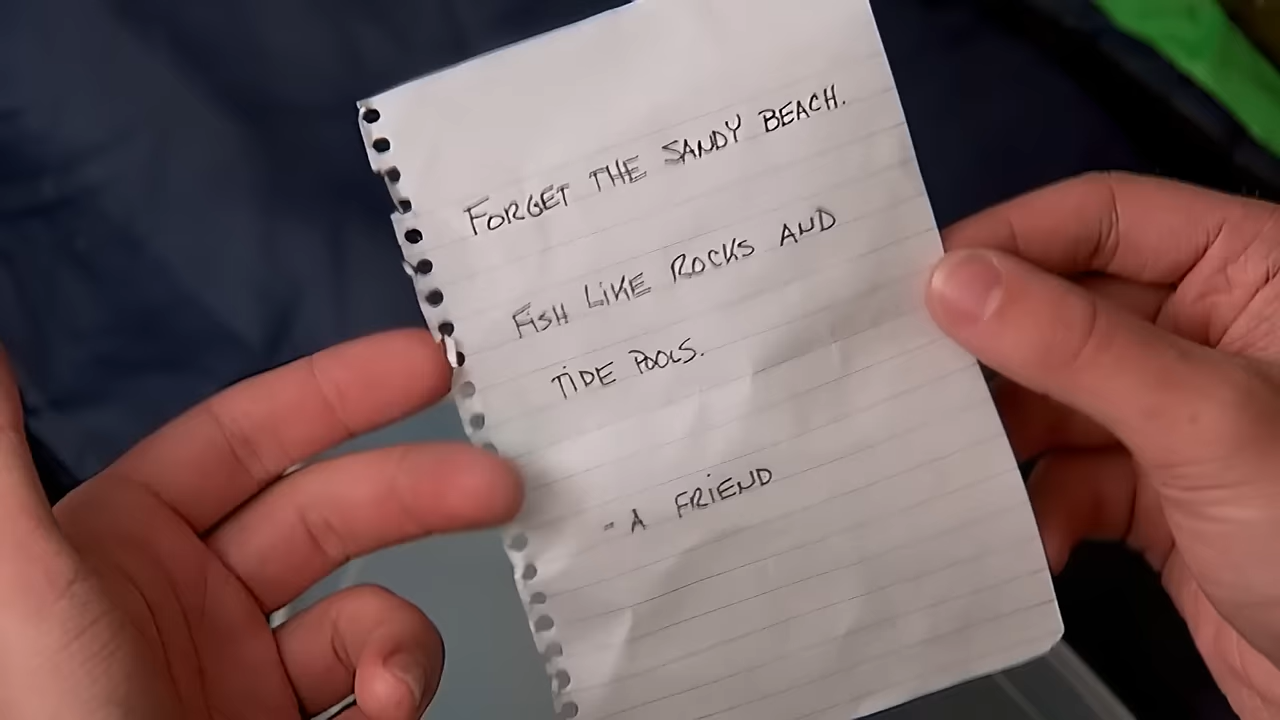 FORGET THE SANDY BEACH.
FISH LIKE ROCKS AND
TIDE POOLS.
- A FRIEND